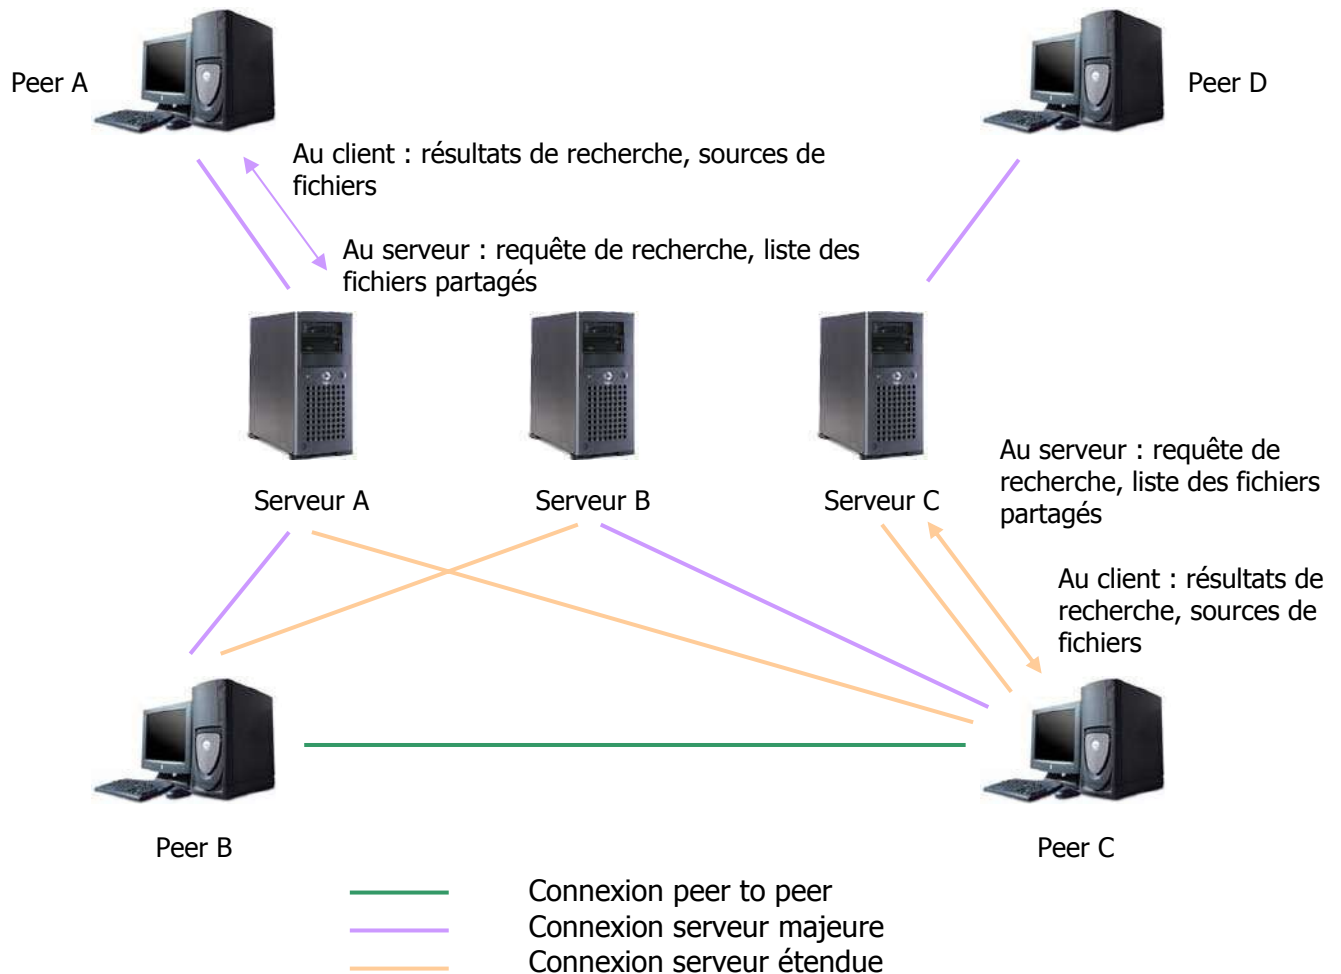 Peer A
Peer D
Au client : résultats de recherche, sources de
fichiers
Au serveur : requête de recherche, liste des
fichiers partagés
Serveur A
Serveur B
Serveur C
Au serveur : requête de
recherche, liste des fichiers
partagés
Au client : résultats de
recherche, sources de
fichiers
Peer B
Peer C
Connexion peer to peer
Connexion serveur majeure
Connexion serveur étendue